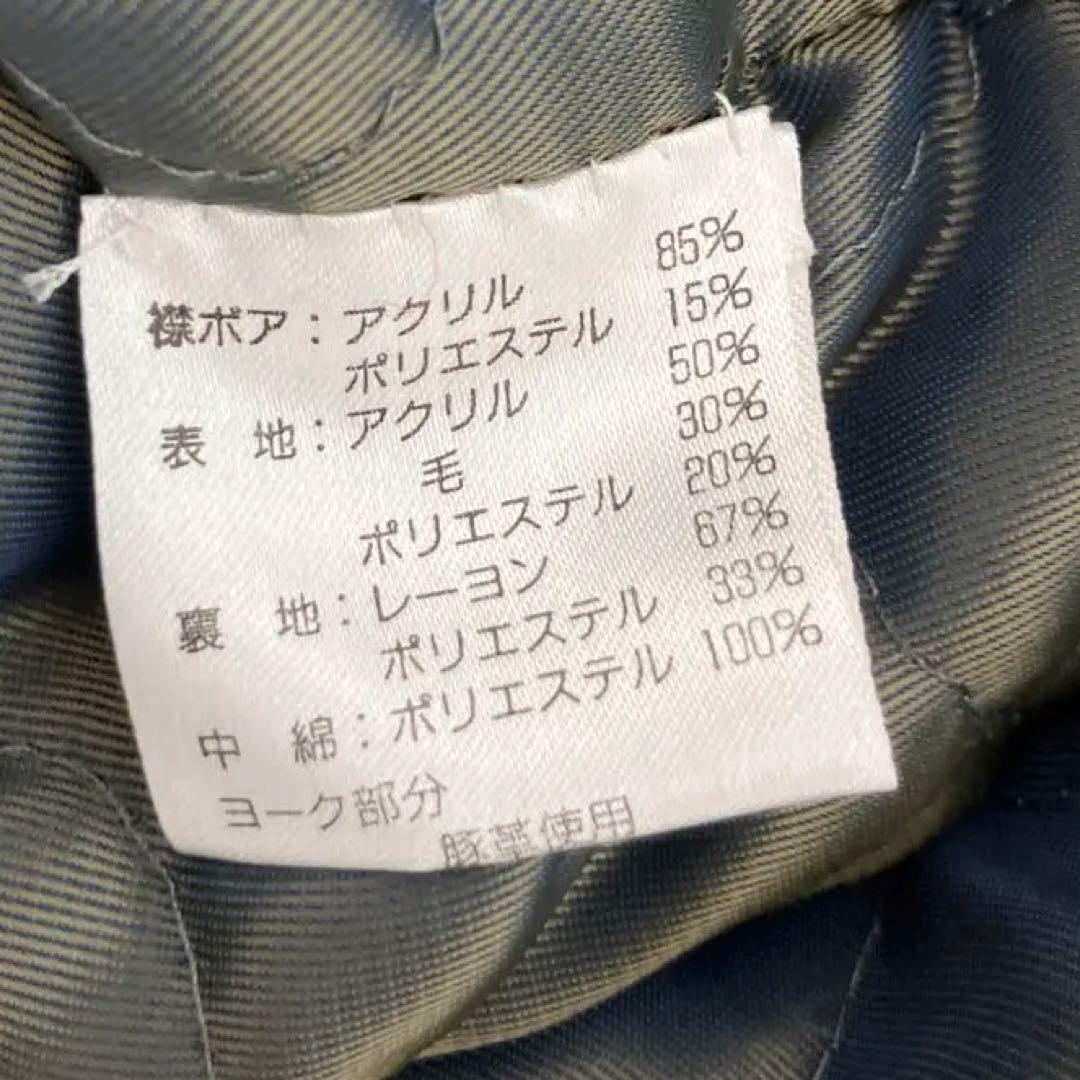 襟ボア：アクリル 85%
ポリエステル 15%
表 地：アクリル 50%
毛 30%
ポリエステル 20%
裏 地：レーヨン 67%
ポリエステル 33%
中 綿：ポリエステル 100%
ヨーク部分
豚革使用